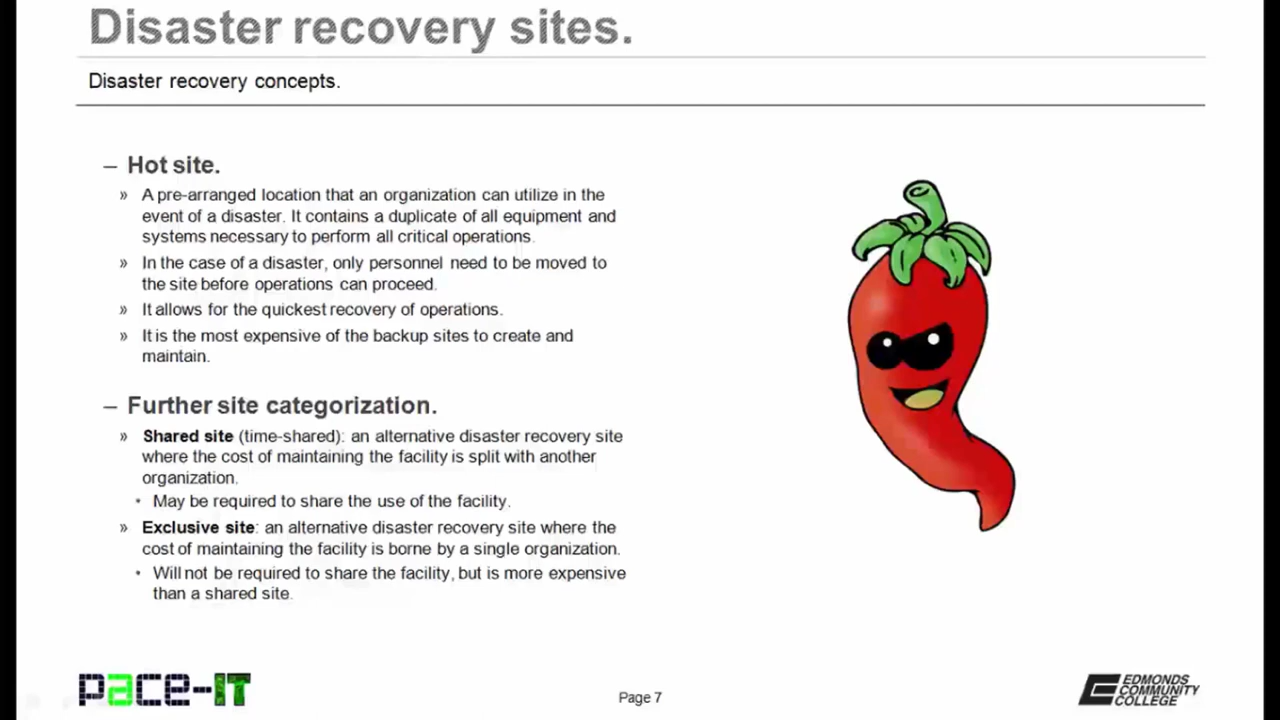 Disaster recovery sites.
Disaster recovery concepts.
– Hot site.
» A pre-arranged location that an organization can utilize in the
event of a disaster. It contains a duplicate of all equipment and
systems necessary to perform all critical operations.
» In the case of a disaster, only personnel need to be moved to
the site before operations can proceed.
» It allows for the quickest recovery of operations.
» It is the most expensive of the backup sites to create and
maintain.
– Further site categorization.
» Shared site (time-shared): an alternative disaster recovery site
where the cost of maintaining the facility is split with another
organization.
• May be required to share the use of the facility.
» Exclusive site: an alternative disaster recovery site where the
cost of maintaining the facility is borne by a single organization.
• Will not be required to share the facility, but is more expensive
than a shared site.
pace-IT
Page 7
EDMONDS
COMMUNITY
COLLEGE